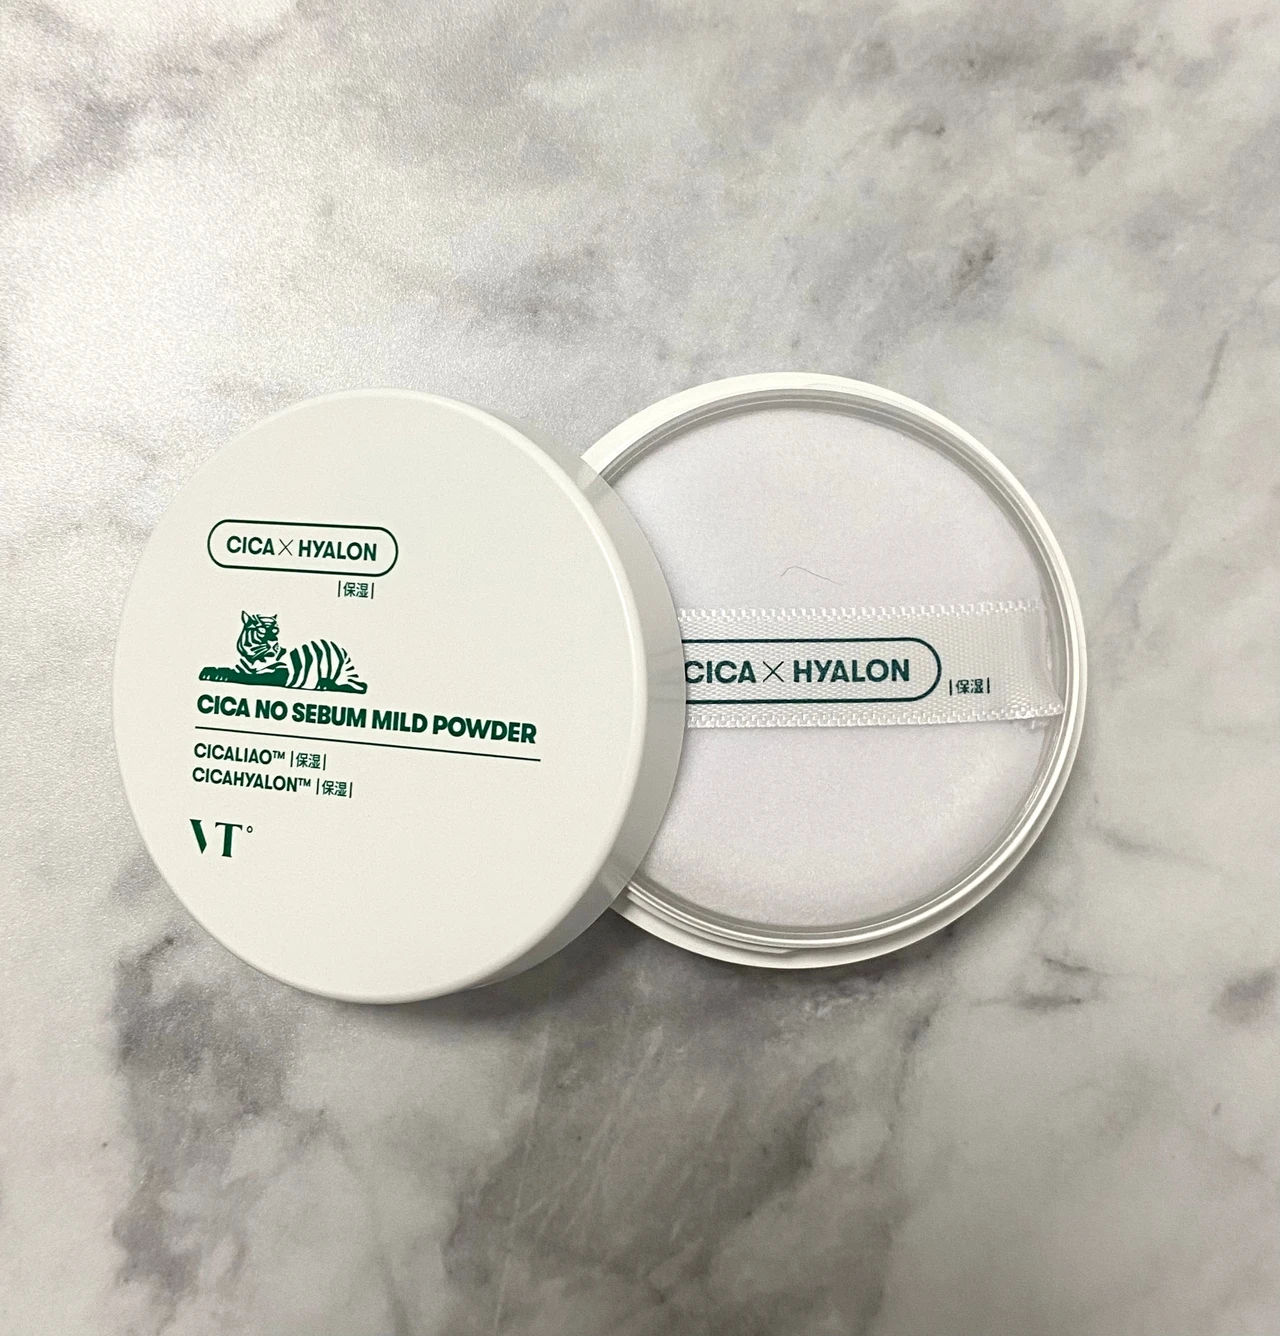 CICA×HYALON
|保湿|
CICA NO SEBUM MILD POWDER
CICALIAO™ |保湿|
CICAHYALON™ |保湿|
VT°
CICA×HYALON
|保湿|